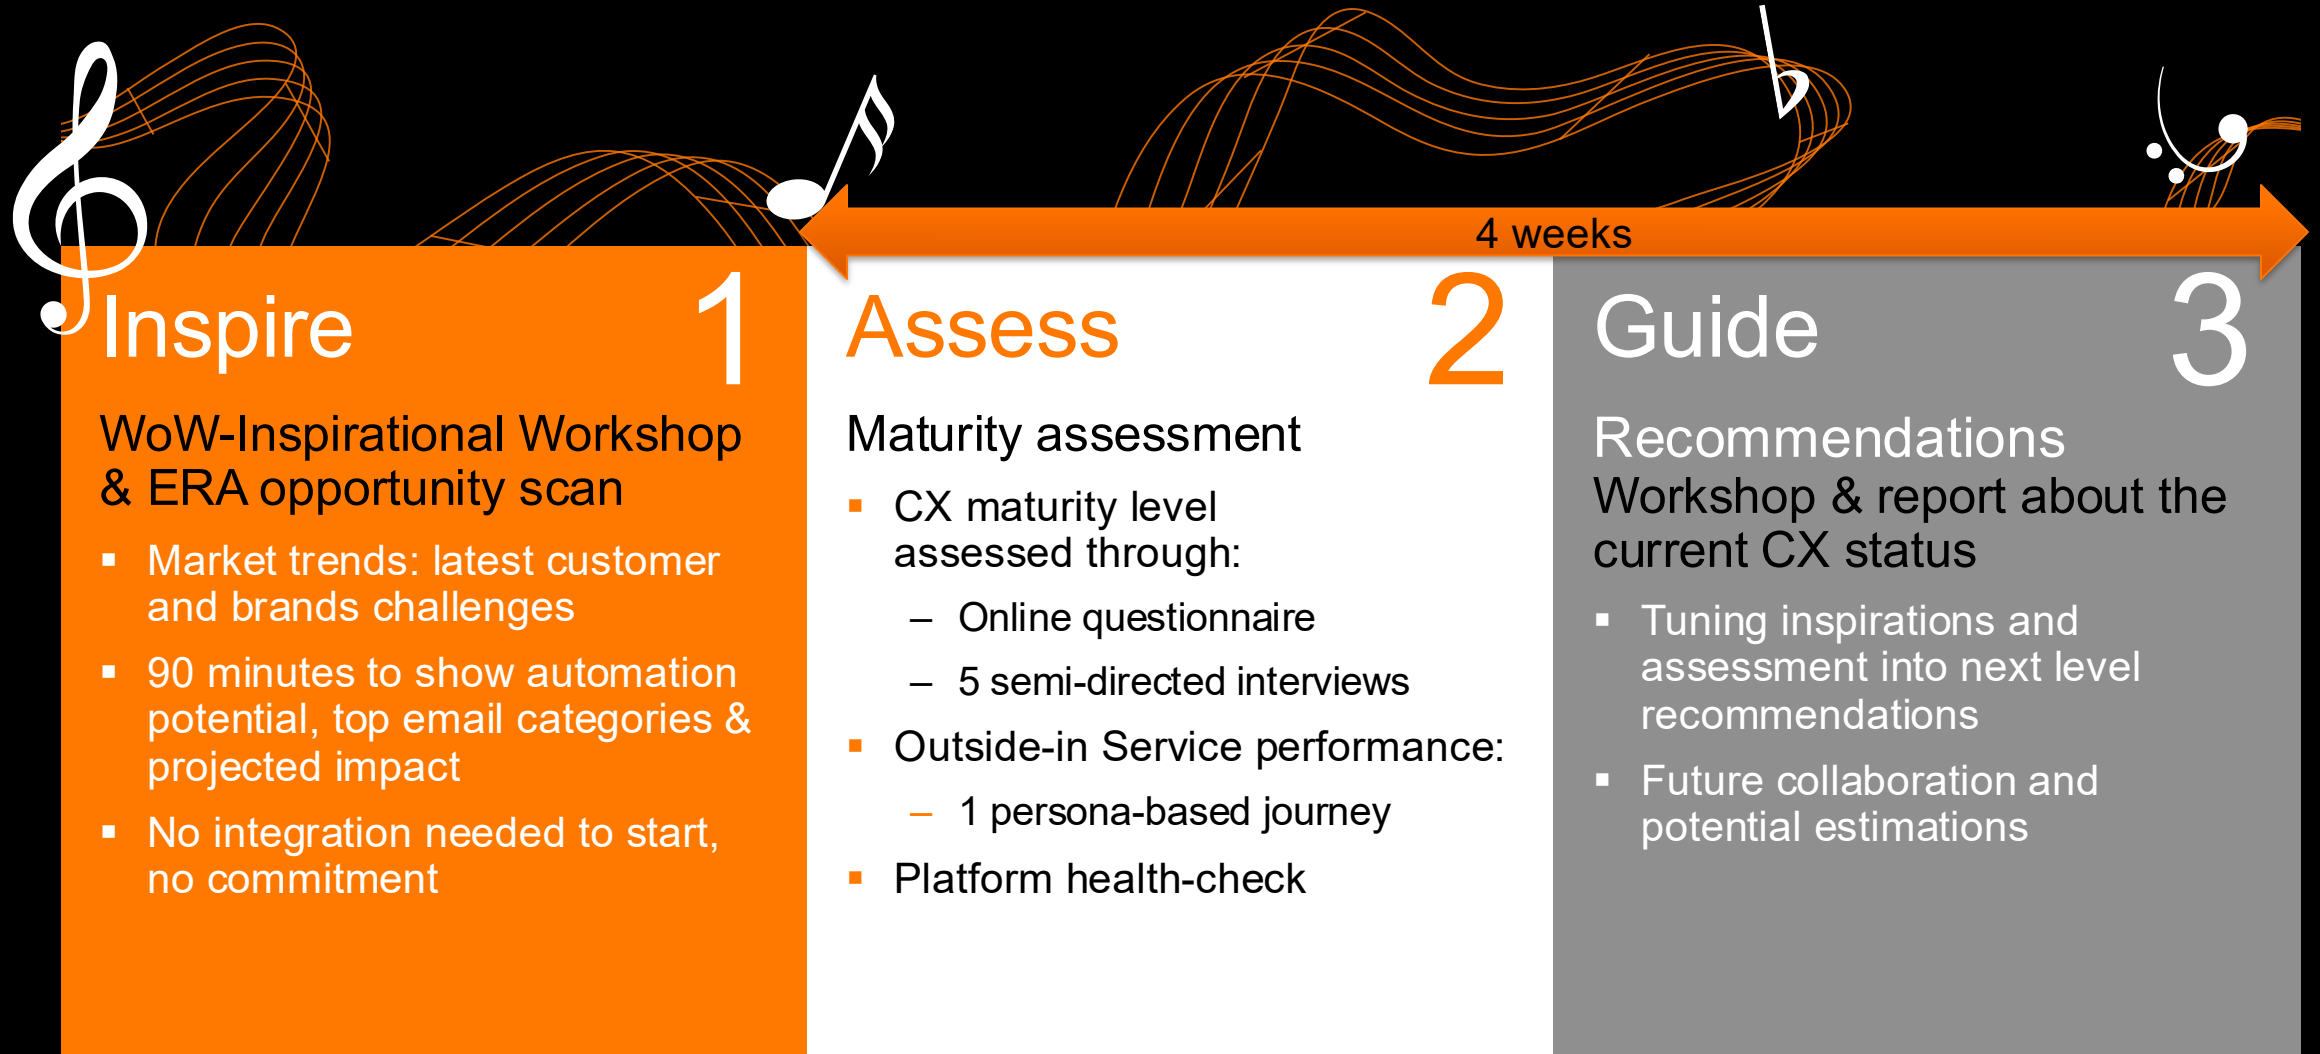 4 weeks
Inspire 1
WoW-Inspirational Workshop
& ERA opportunity scan
▪ Market trends: latest customer
and brands challenges
▪ 90 minutes to show automation
potential, top email categories &
projected impact
▪ No integration needed to start,
no commitment
Assess 2
Maturity assessment
▪ CX maturity level
assessed through:
– Online questionnaire
– 5 semi-directed interviews
▪ Outside-in Service performance:
– 1 persona-based journey
▪ Platform health-check
Guide 3
Recommendations
Workshop & report about the
current CX status
▪ Tuning inspirations and
assessment into next level
recommendations
▪ Future collaboration and
potential estimations